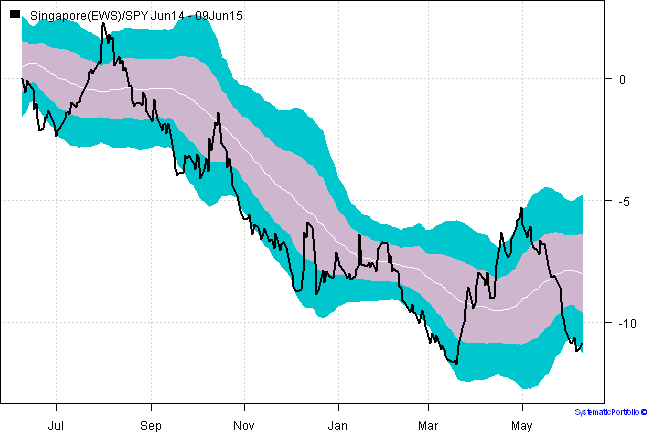 Singapore(EWS)/SPY Jun14 - 09Jun15
0
-5
-10
Jul Sep Nov Jan Mar May
SystematicPortfolio ©